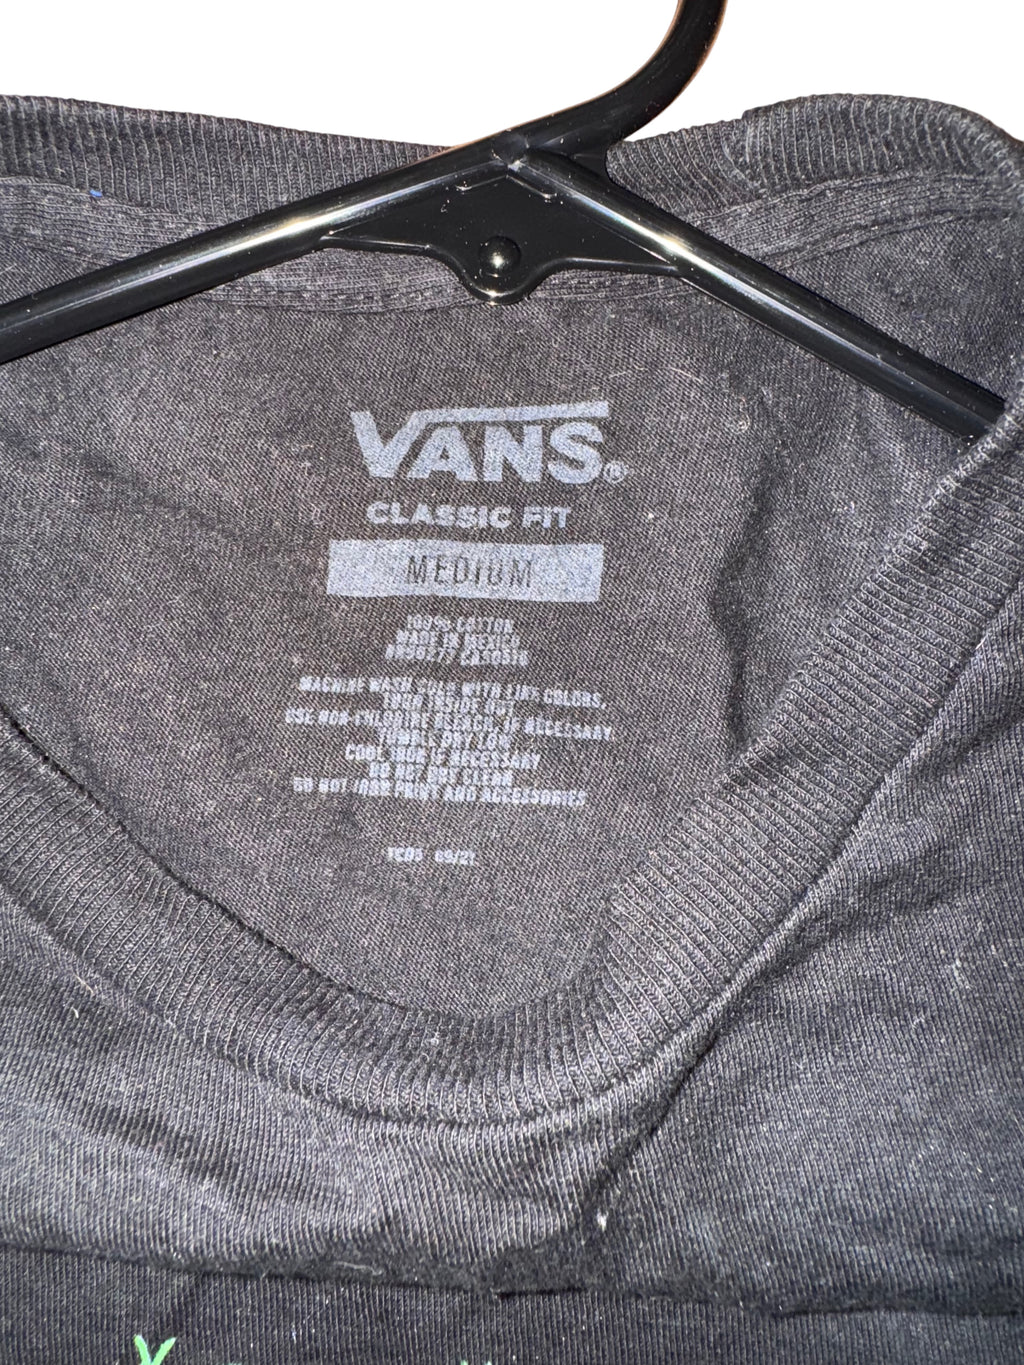 VANS®
CLASSIC FIT
MEDIUM
100% COTTON
MADE IN MEXICO
MACHINE WASH COLD WITH LIKE COLORS,
INSIDE
USE NON-CHLORINE BLEACH, IF NECESSARY
TUMBLE DRY LOW
COOL IRON IF NECESSARY
DO NOT DRY CLEAN
DO NOT IRON PRINT AND ACCESSORIES
09/21